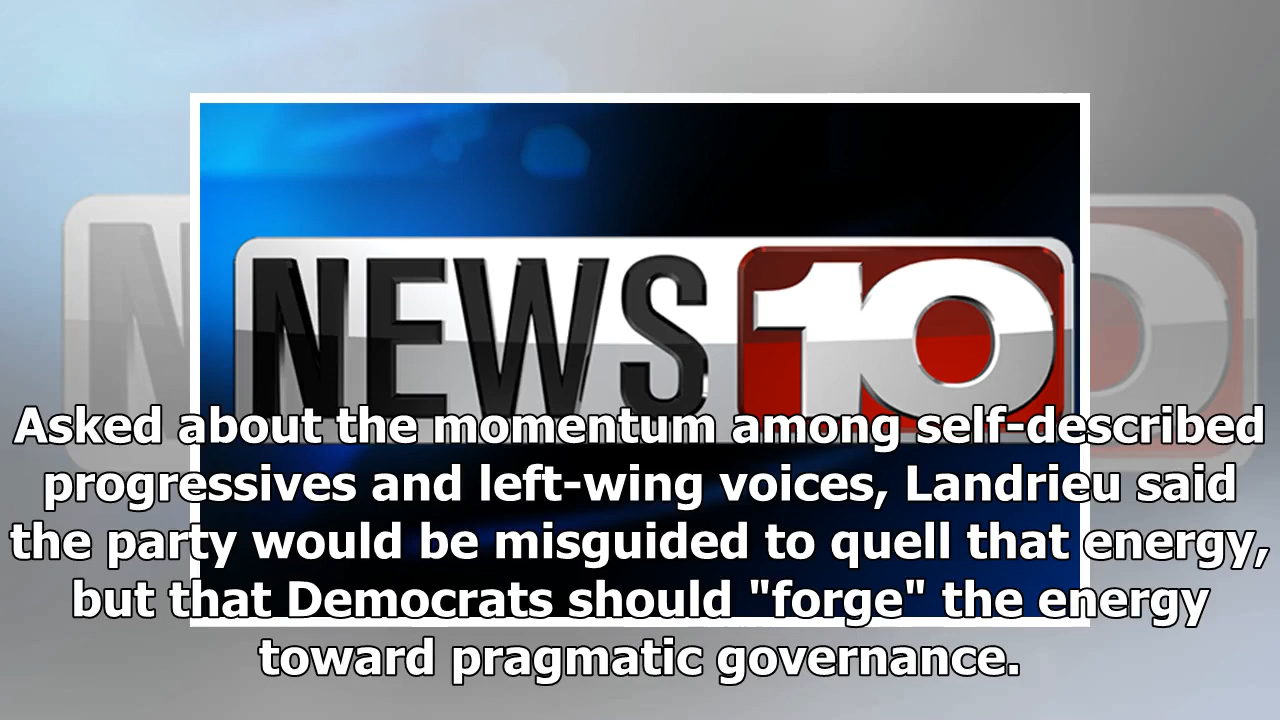 NEWS 10
Asked about the momentum among self-described
progressives and left-wing voices, Landrieu said
the party would be misguided to quell that energy,
but that Democrats should "forge" the energy
toward pragmatic governance.